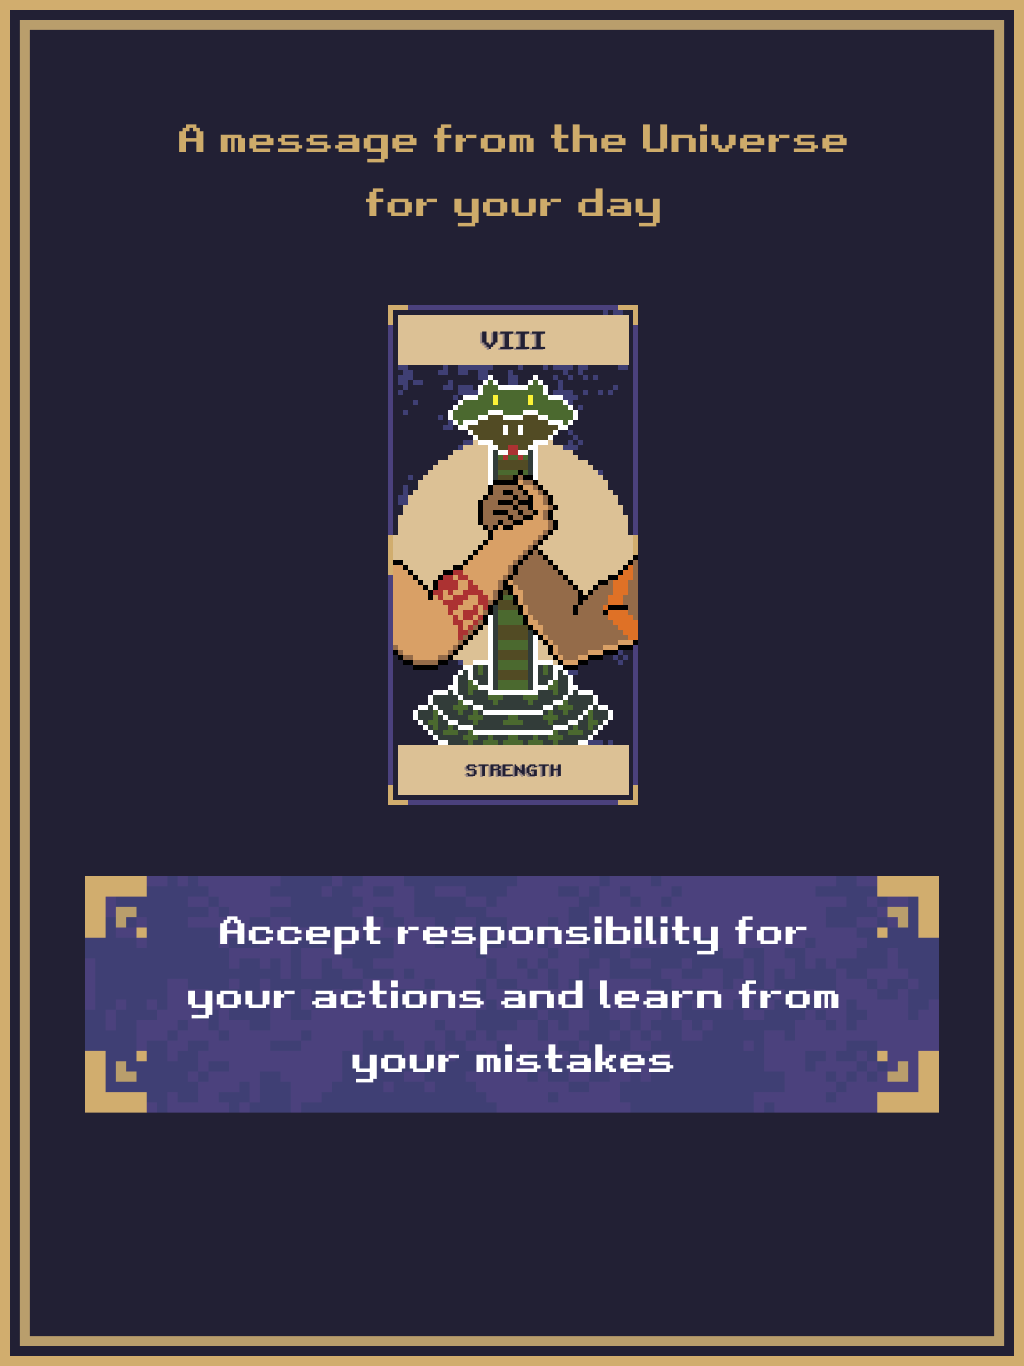 A message from the Universe
for your day
VIII
STRENGTH
Accept responsibility for
your actions and learn from
your mistakes